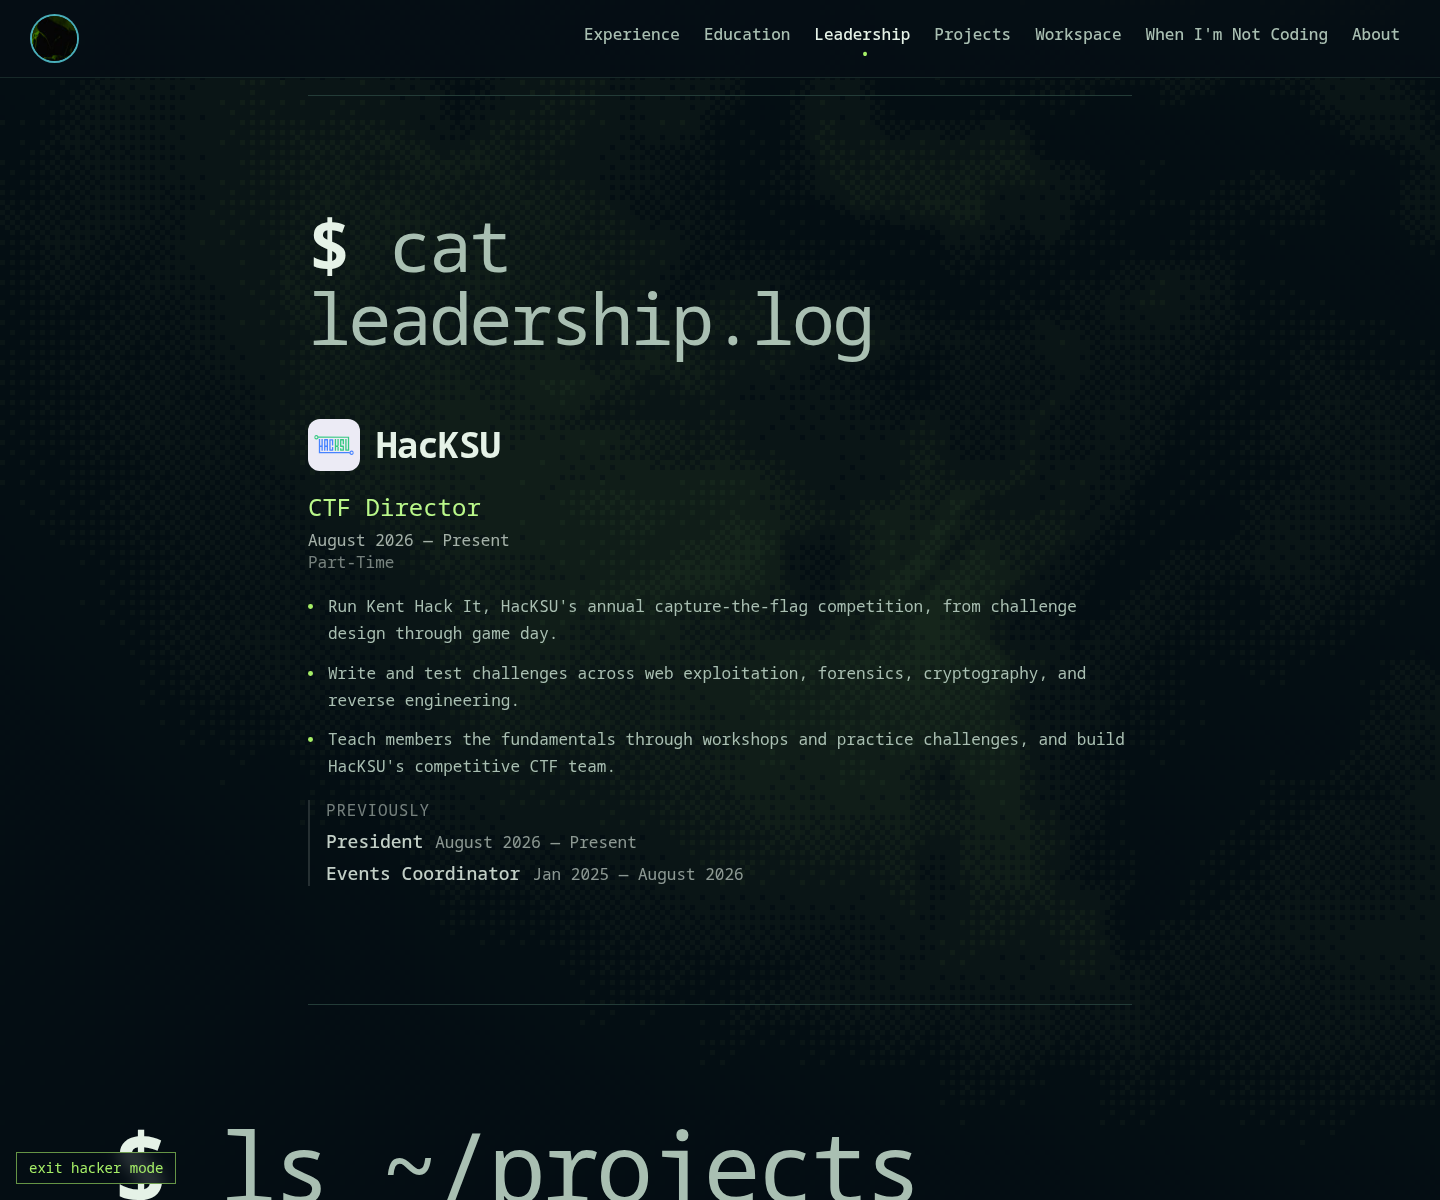 Experience Education Leadership Projects Workspace When I'm Not Coding About
$ cat
leadership.log
HACKSU
HacKSU
CTF Director
August 2026 — Present
Part-Time
Run Kent Hack It, HacKSU's annual capture-the-flag competition, from challenge
design through game day.
Write and test challenges across web exploitation, forensics, cryptography, and
reverse engineering.
Teach members the fundamentals through workshops and practice challenges, and build
HacKSU's competitive CTF team.
PREVIOUSLY
President August 2026 — Present
Events Coordinator Jan 2025 — August 2026
$ ls ~/projects
exit hacker mode